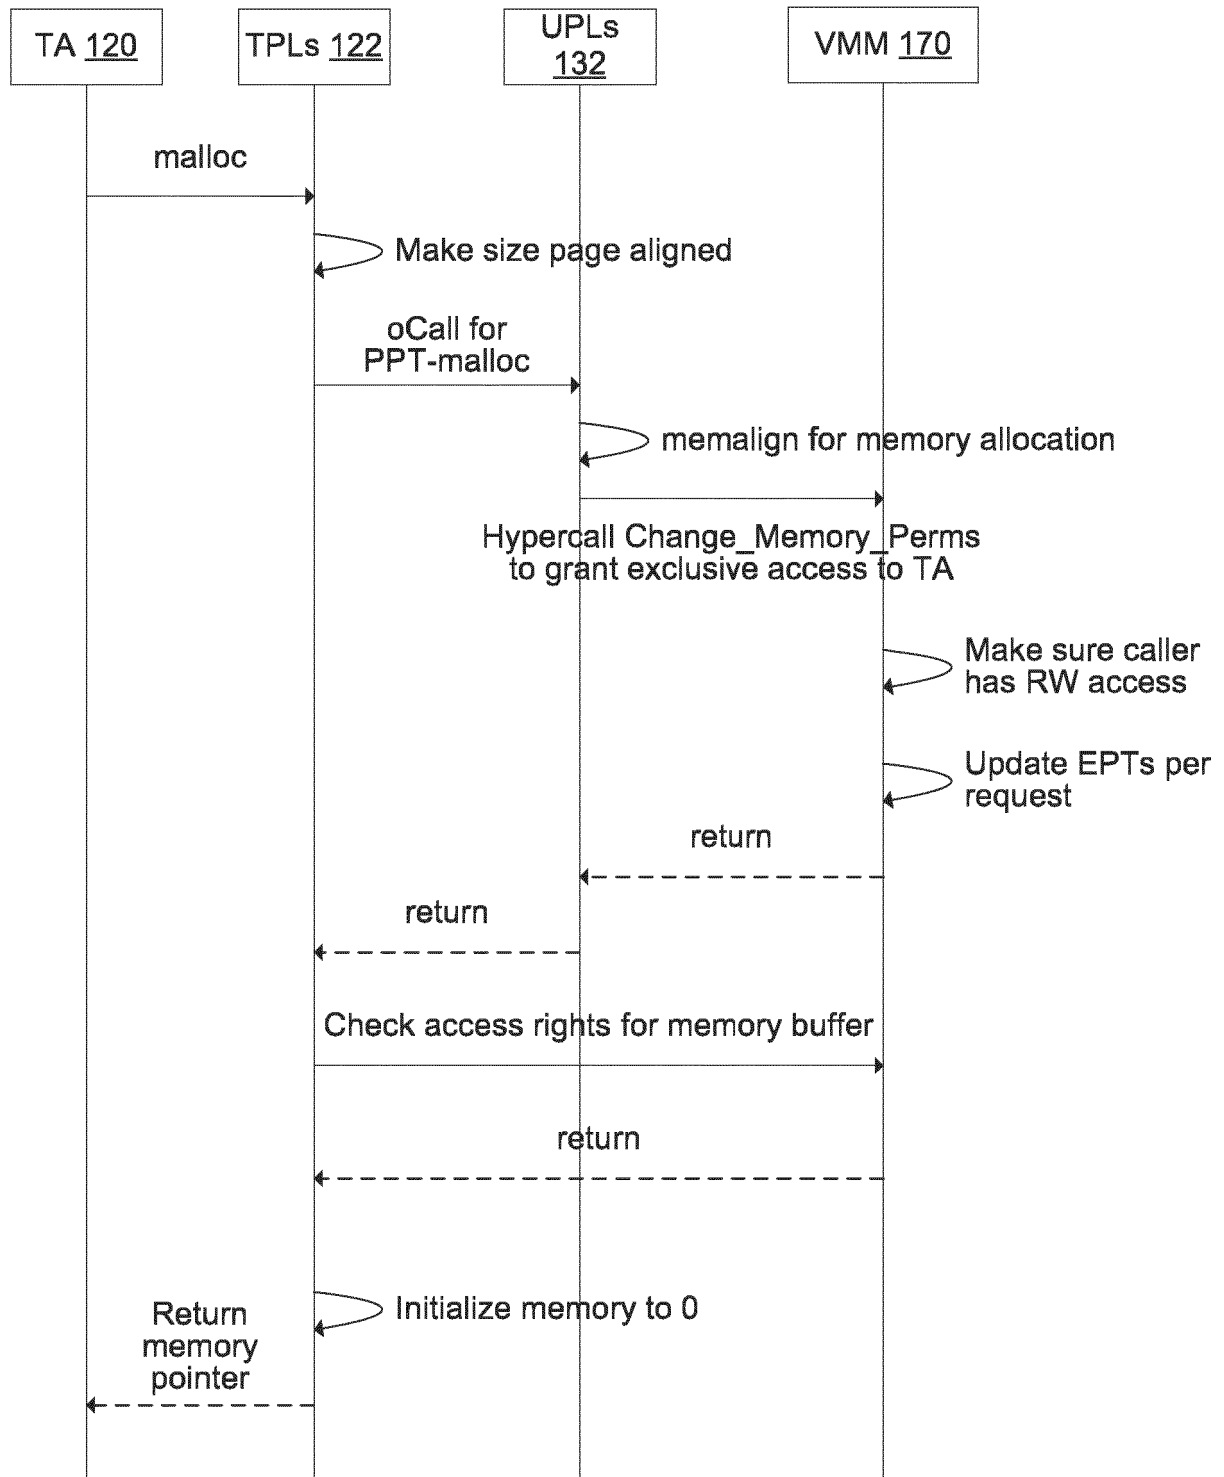 TA 120
TPLs 122
UPLs
132
VMM 170
malloc
Make size page aligned
oCall for
PPT-malloc
memalign for memory allocation
Hypercall Change_Memory_Perms
to grant exclusive access to TA
Make sure caller
has RW access
Update EPTs per
request
return
return
Check access rights for memory buffer
return
Initialize memory to 0
Return
memory
pointer